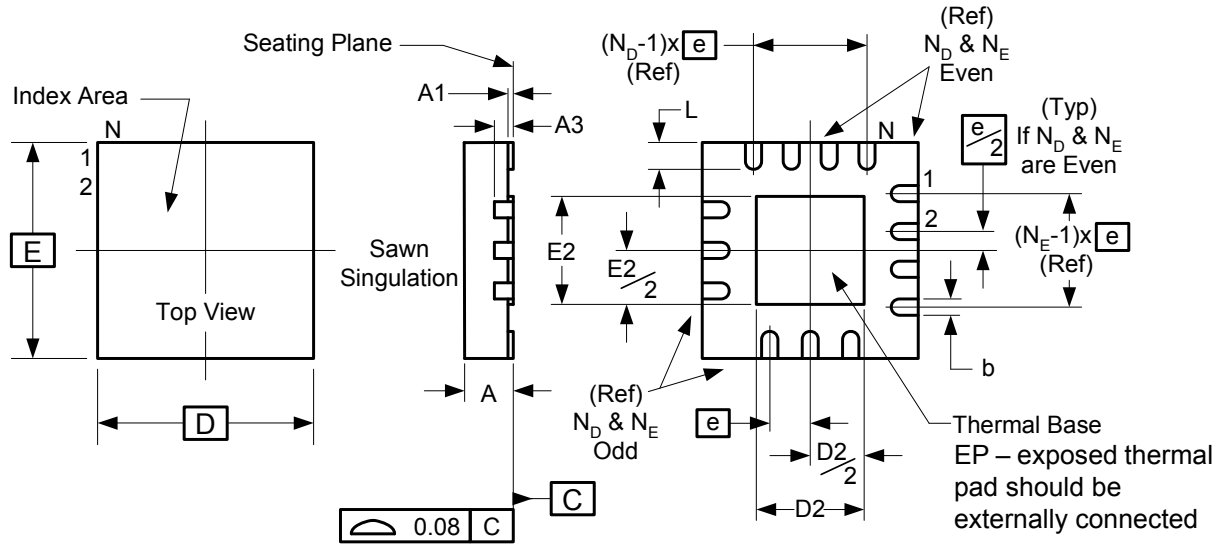 Seating Plane
Index Area
N
1
2
E
Top View
D
A1
A3
Sawn
Singulation
A
0.08 C
C
(N_D-1)x e
(Ref)
(Ref)
N_D & N_E
Even
L
N
e/2
(Typ)
If N_D & N_E
are Even
1
2
(N_E-1)x e
(Ref)
E2
E2/2
b
(Ref)
N_D & N_E
Odd
e
D2/2
D2
Thermal Base
EP – exposed thermal
pad should be
externally connected